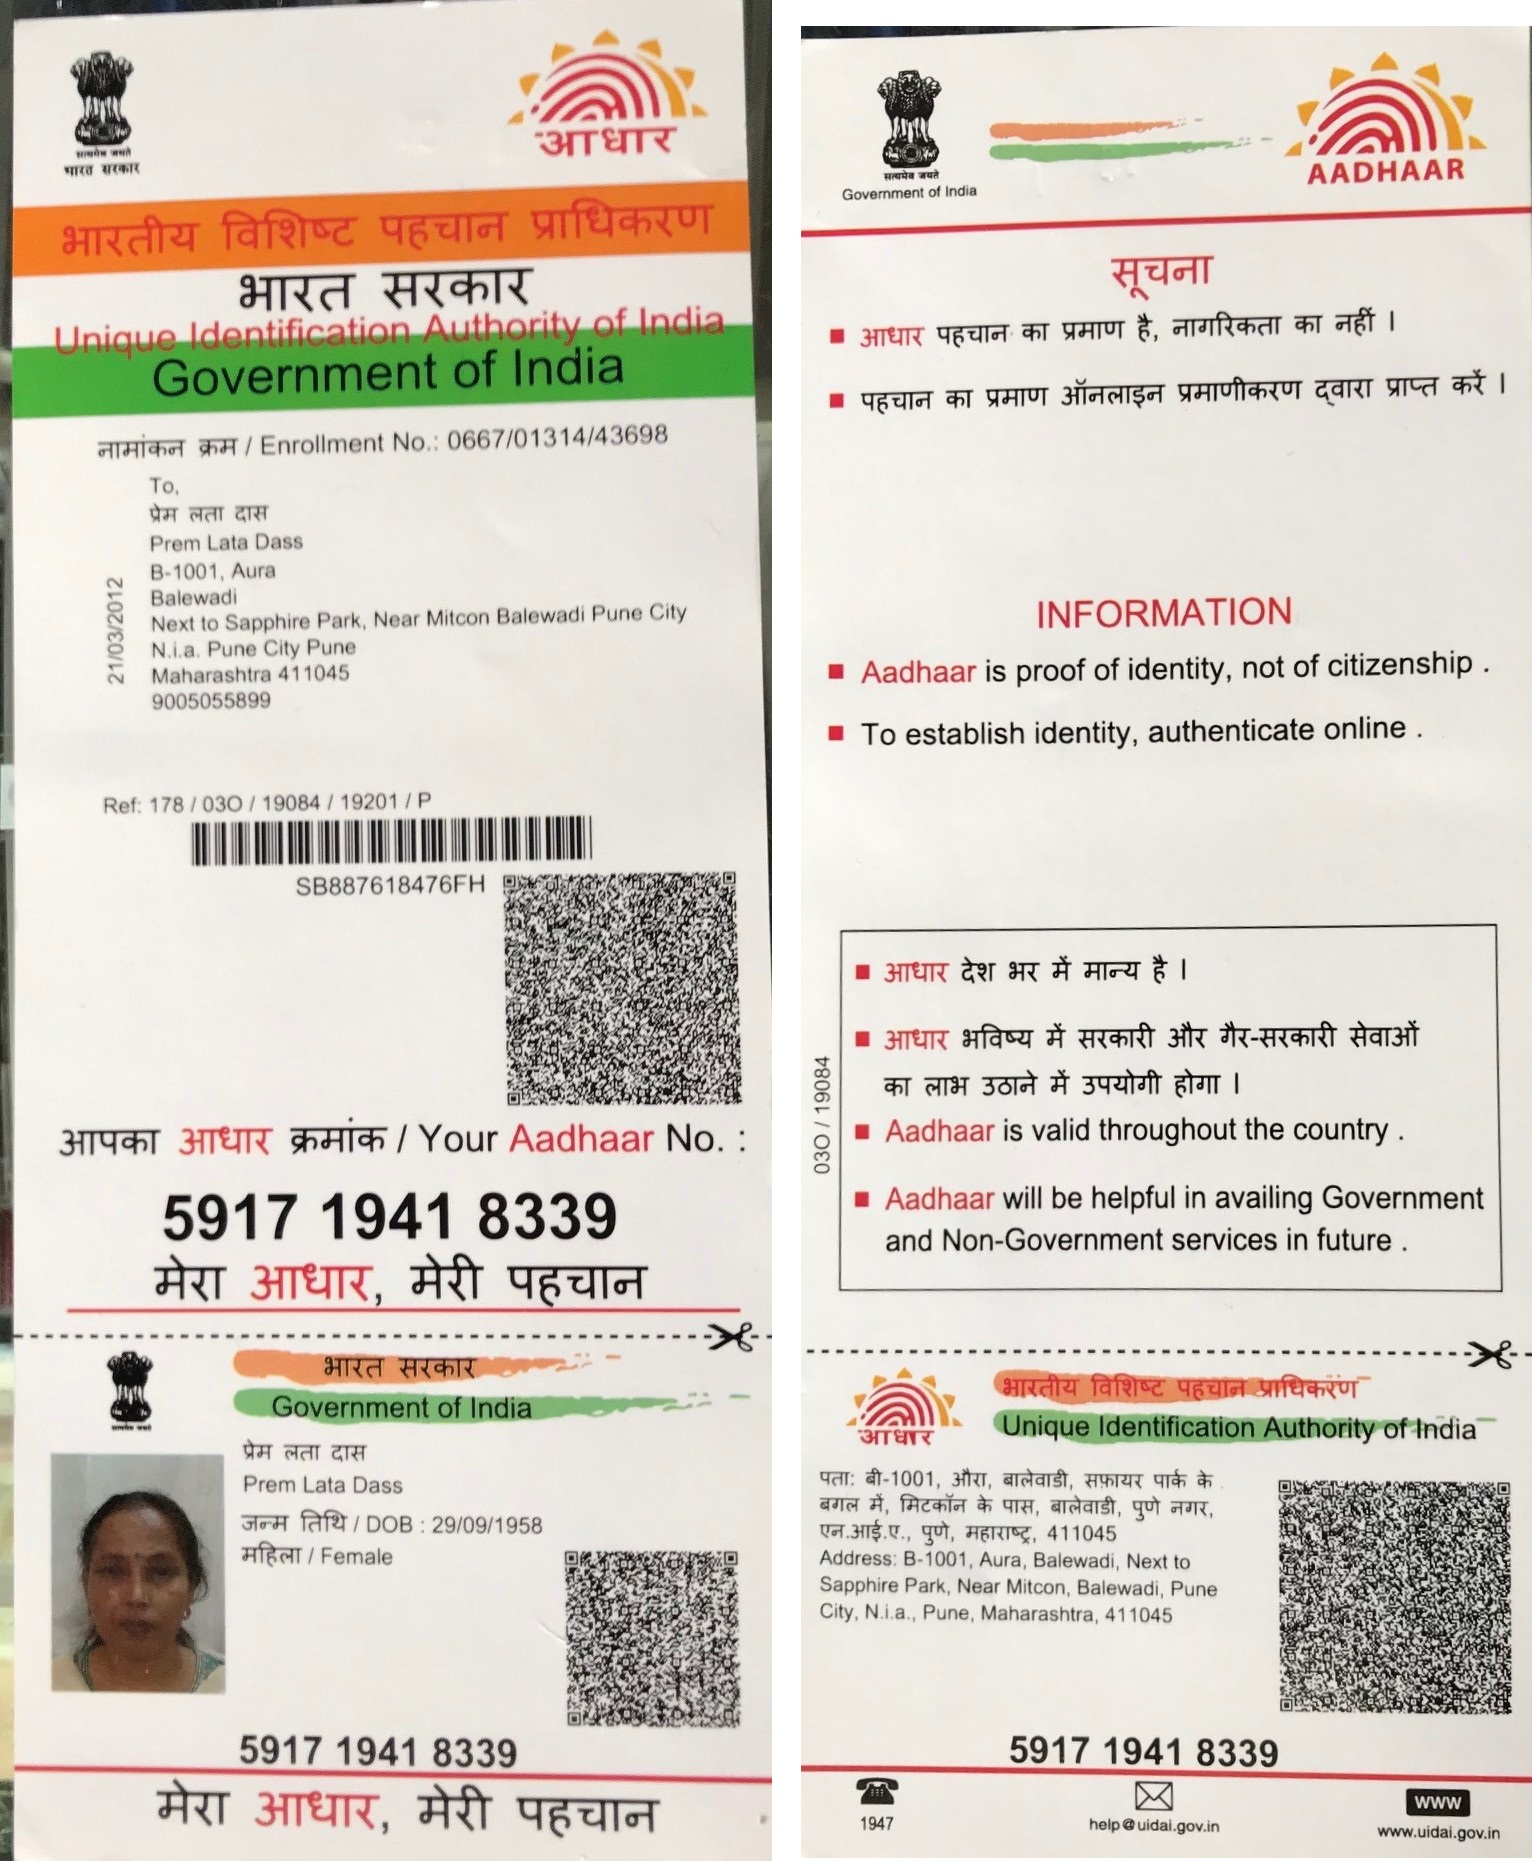 सत्यमेव जयते
भारत सरकार
आधार
भारतीय विशिष्ट पहचान प्राधिकरण
भारत सरकार
Unique Identification Authority of India
Government of India
नामांकन क्रम / Enrollment No.: 0667/01314/43698
21/03/2012
To,
प्रेम लता दास
Prem Lata Dass
B-1001, Aura
Balewadi
Next to Sapphire Park, Near Mitcon Balewadi Pune City
N.i.a. Pune City Pune
Maharashtra 411045
9005055899
Ref: 178 / 03O / 19084 / 19201 / P
SB887618476FH
आपका आधार क्रमांक / Your Aadhaar No. :
5917 1941 8339
मेरा आधार, मेरी पहचान
भारत सरकार
Government of India
सत्यमेव जयते
प्रेम लता दास
Prem Lata Dass
जन्म तिथि / DOB : 29/09/1958
महिला / Female
5917 1941 8339
मेरा आधार, मेरी पहचान
सत्यमेव जयते
Government of India
AADHAAR
सूचना
आधार पहचान का प्रमाण है, नागरिकता का नहीं ।
पहचान का प्रमाण ऑनलाइन प्रमाणीकरण द्वारा प्राप्त करें ।
INFORMATION
Aadhaar is proof of identity, not of citizenship .
To establish identity, authenticate online .
03O / 19084
आधार देश भर में मान्य है ।
आधार भविष्य में सरकारी और गैर-सरकारी सेवाओं
का लाभ उठाने में उपयोगी होगा ।
Aadhaar is valid throughout the country .
Aadhaar will be helpful in availing Government
and Non-Government services in future .
आधार
भारतीय विशिष्ट पहचान प्राधिकरण
Unique Identification Authority of India
पता: बी-1001, औरा, बालेवाडी, सफ़ायर पार्क के
बगल में, मिटकॉन के पास, बालेवाडी, पुणे नगर,
एन.आई.ए., पुणे, महाराष्ट्र, 411045
Address: B-1001, Aura, Balewadi, Next to
Sapphire Park, Near Mitcon, Balewadi, Pune
City, N.i.a., Pune, Maharashtra, 411045
5917 1941 8339
1947
help@uidai.gov.in
WWW
www.uidai.gov.in